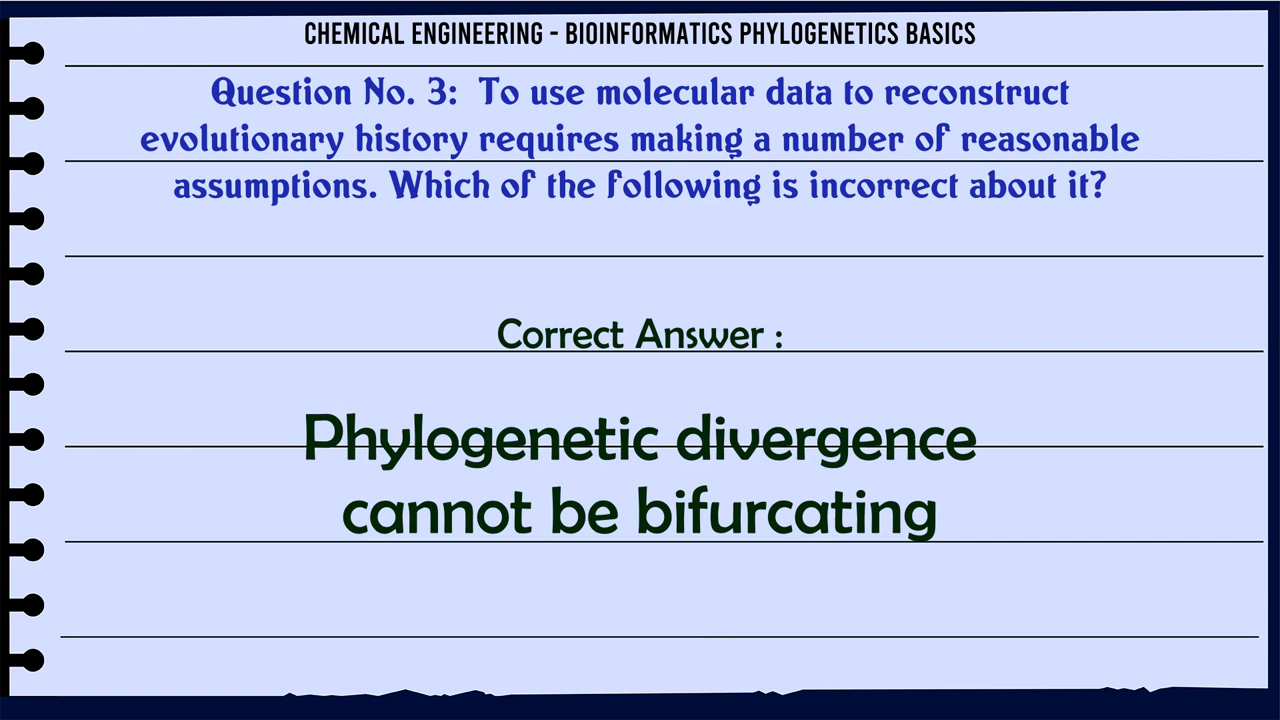 CHEMICAL ENGINEERING - BIOINFORMATICS PHYLOGENETICS BASICS
Question No. 3: To use molecular data to reconstruct
evolutionary history requires making a number of reasonable
assumptions. Which of the following is incorrect about it?
Correct Answer :
Phylogenetic divergence
cannot be bifurcating